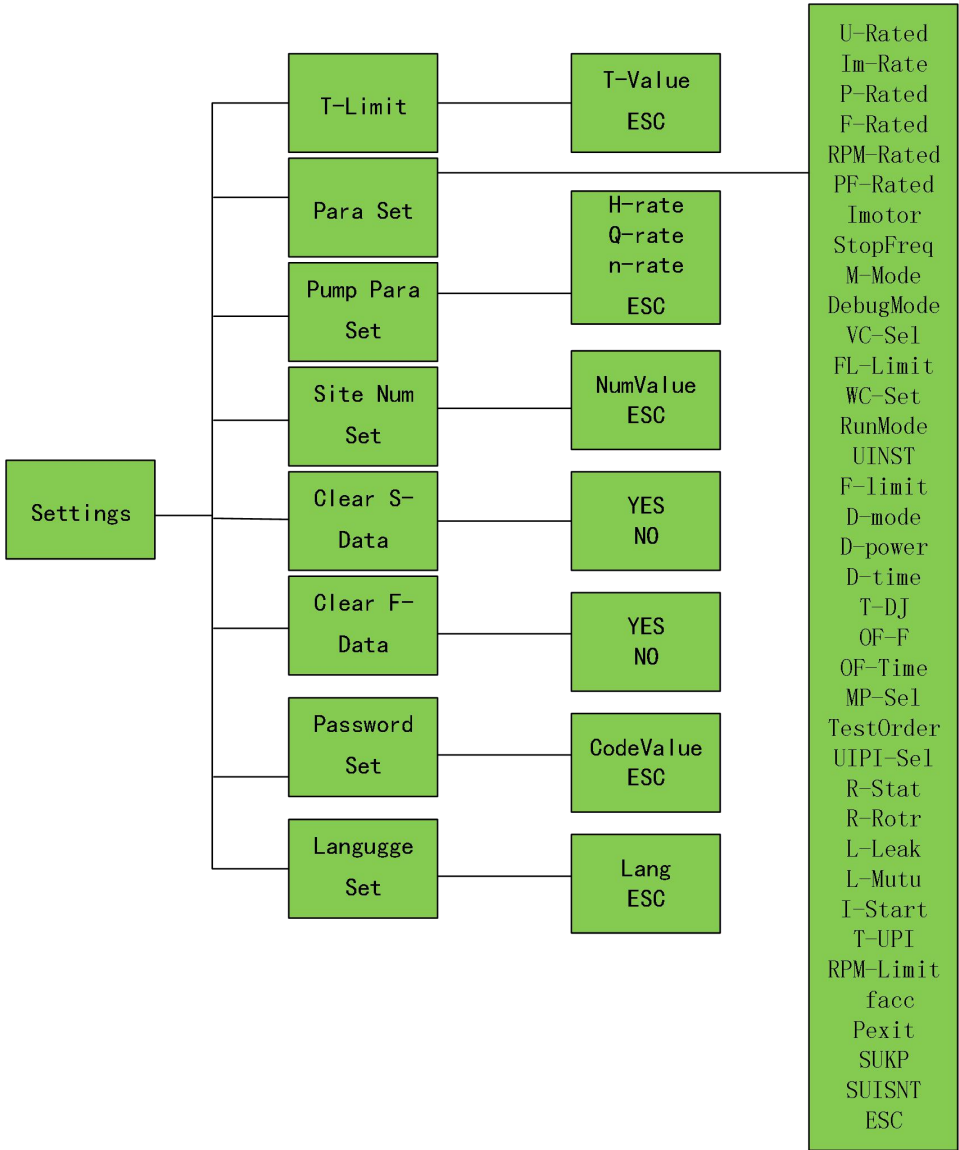 Settings
T-Limit
Para Set
Pump Para
Set
Site Num
Set
Clear S-
Data
Clear F-
Data
Password
Set
Langugge
Set
T-Value
ESC
H-rate
Q-rate
n-rate
ESC
NumValue
ESC
YES
NO
YES
NO
CodeValue
ESC
Lang
ESC
U-Rated
Im-Rate
P-Rated
F-Rated
RPM-Rated
PF-Rated
Imotor
StopFreq
M-Mode
DebugMode
VC-Sel
FL-Limit
WC-Set
RunMode
UINST
F-limit
D-mode
D-power
D-time
T-DJ
OF-F
OF-Time
MP-Sel
TestOrder
UIPI-Sel
R-Stat
R-Rotr
L-Leak
L-Mutu
I-Start
T-UPI
RPM-Limit
facc
Pexit
SUKP
SUISNT
ESC